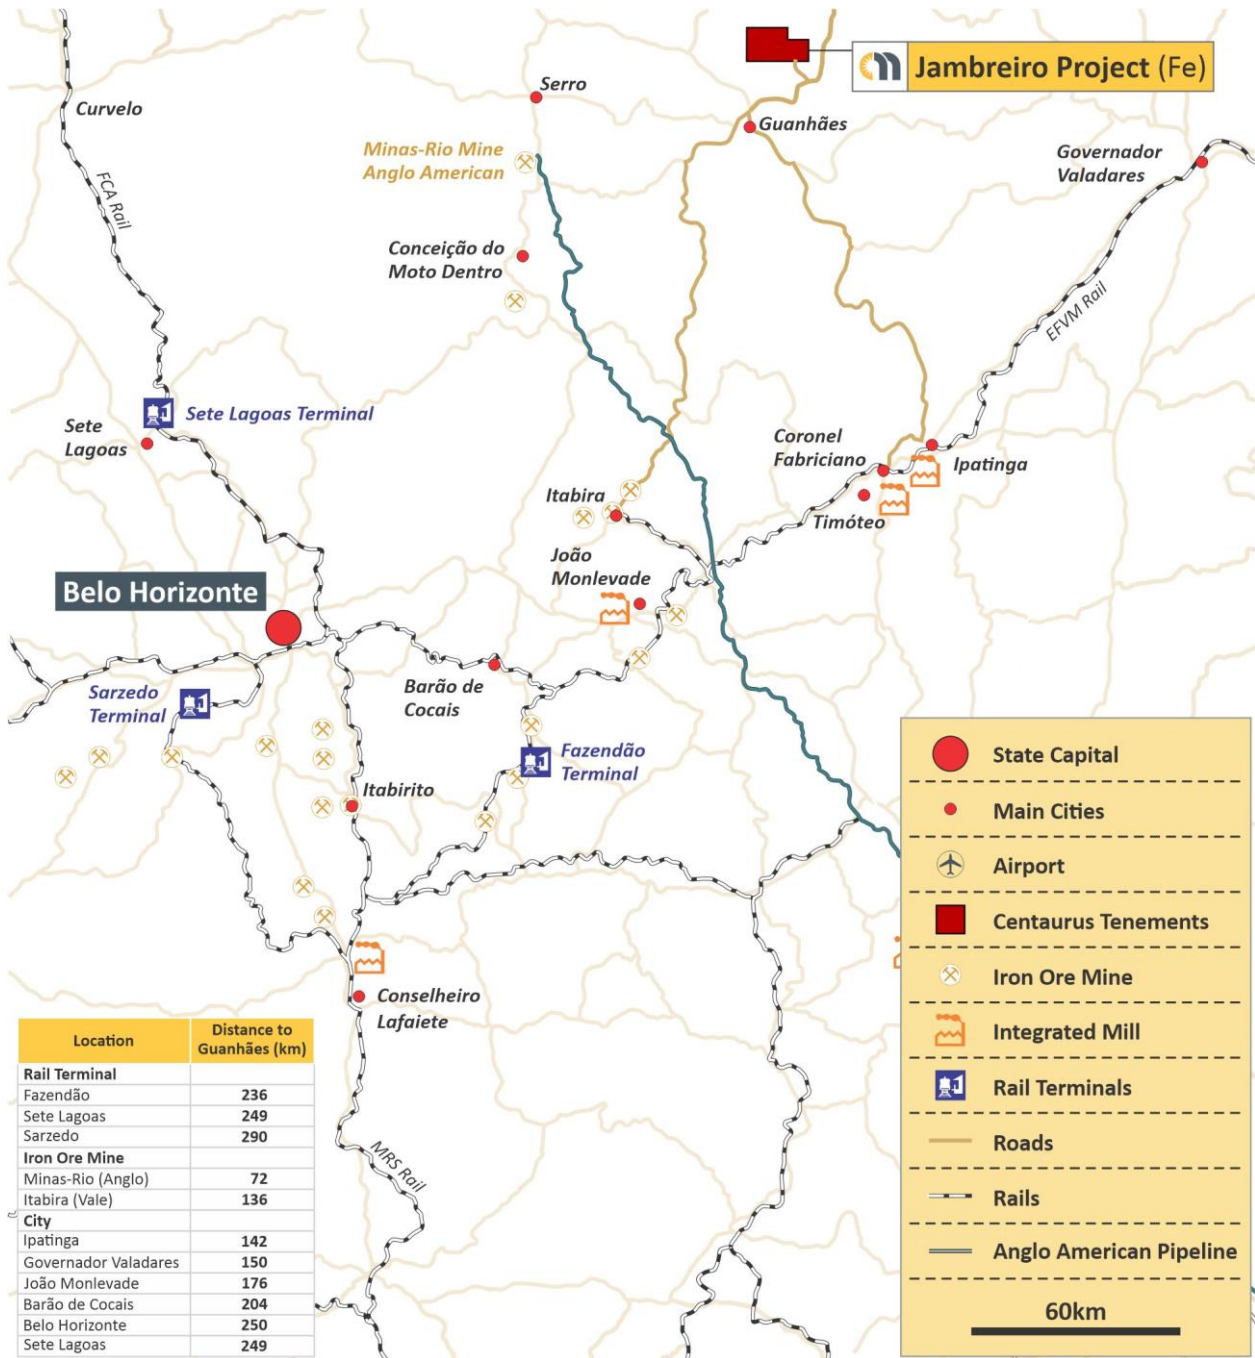 Jambreiro Project (Fe)
Serro
Curvelo
Guanhães
Minas-Rio Mine
Anglo American
Governador
Valadares
FCA Rail
Conceição do
Moto Dentro
EFVM Rail
Sete Lagoas Terminal
Sete
Lagoas
Coronel
Fabriciano
Ipatinga
Itabira
Timóteo
João
Monlevade
Belo Horizonte
Barão de
Cocais
Sarzedo
Terminal
Fazendão
Terminal
Itabirito
Conselheiro
Lafaiete
MRS Rail
State Capital
Main Cities
Airport
Centaurus Tenements
Iron Ore Mine
Integrated Mill
Rail Terminals
Roads
Rails
Anglo American Pipeline
60km
Location Distance to
Guanhães (km)
Rail Terminal
Fazendão 236
Sete Lagoas 249
Sarzedo 290
Iron Ore Mine
Minas-Rio (Anglo) 72
Itabira (Vale) 136
City
Ipatinga 142
Governador Valadares 150
João Monlevade 176
Barão de Cocais 204
Belo Horizonte 250
Sete Lagoas 249